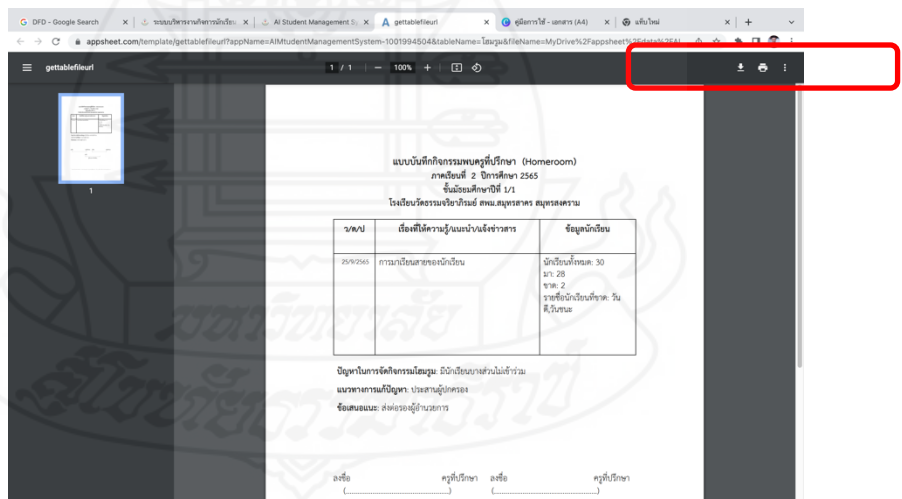 DFD - Google Search
ระบบบริหารงานกิจการนักเรียน
AI Student Management S
gettablefileurl
คู่มือการใช้ - เอกสาร (A4)
แท็บใหม่
appsheet.com/template/gettablefileurl?appName=AIMtudentManagementSystem-1001994504&tableName=โฮมรูม&fileName=MyDrive%2Fappsheet%2Fdata%2FAI
gettablefileurl
1 / 1
100%
1
แบบบันทึกกิจกรรมพบครูที่ปรึกษา (Homeroom)
ภาคเรียนที่ 2 ปีการศึกษา 2565
ชั้นมัธยมศึกษาปีที่ 1/1
โรงเรียนวัดธรรมจริยาภิรมย์ สพม.สมุทรสาคร สมุทรสงคราม
ว/ด/ป เรื่องที่ให้ความรู้/แนะนำ/แจ้งข่าวสาร ข้อมูลนักเรียน
25/9/2565 การมาเรียนสายของนักเรียน นักเรียนทั้งหมด: 30
มา: 28
ขาด: 2
รายชื่อนักเรียนที่ขาด: วัน
ดี,วันชนะ
ปัญหาในการจัดกิจกรรมโฮมรูม: มีนักเรียนบางส่วนไม่เข้าร่วม
แนวทางการแก้ปัญหา: ประสานผู้ปกครอง
ข้อเสนอแนะ: ส่งต่อรองผู้อำนวยการ
ลงชื่อ ครูที่ปรึกษา ลงชื่อ ครูที่ปรึกษา
(....................................) (....................................)